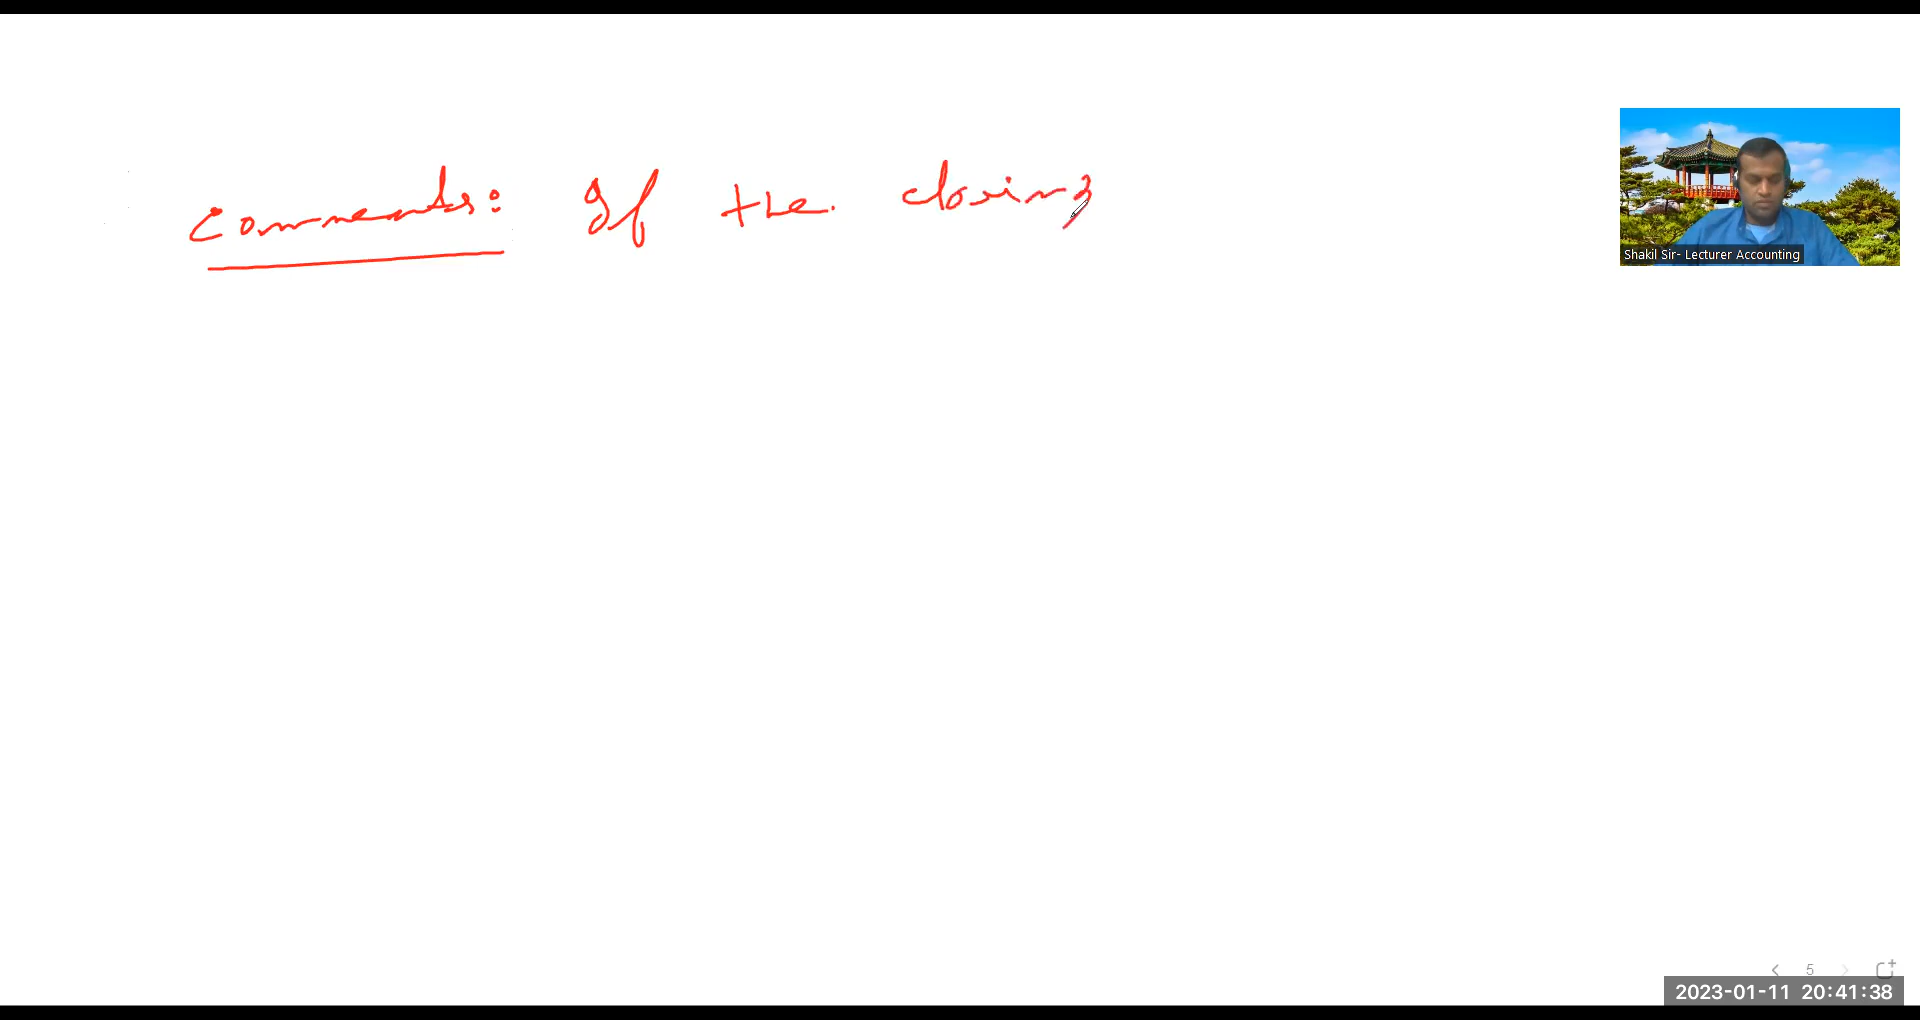 Comments: If the closing
Shakil Sir- Lecturer Accounting
5
2023-01-11 20:41:38